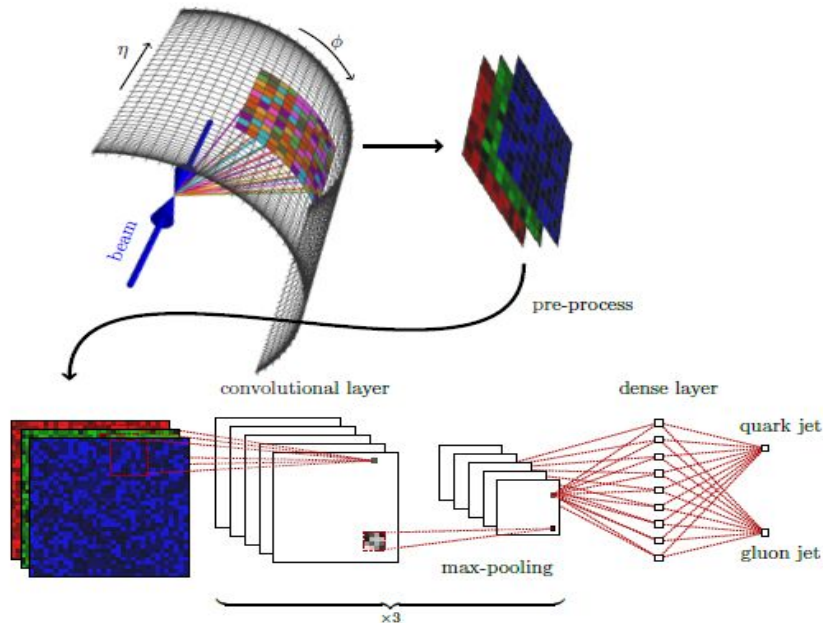 η
ϕ
beam
pre-process
convolutional layer
dense layer
quark jet
gluon jet
max-pooling
×3